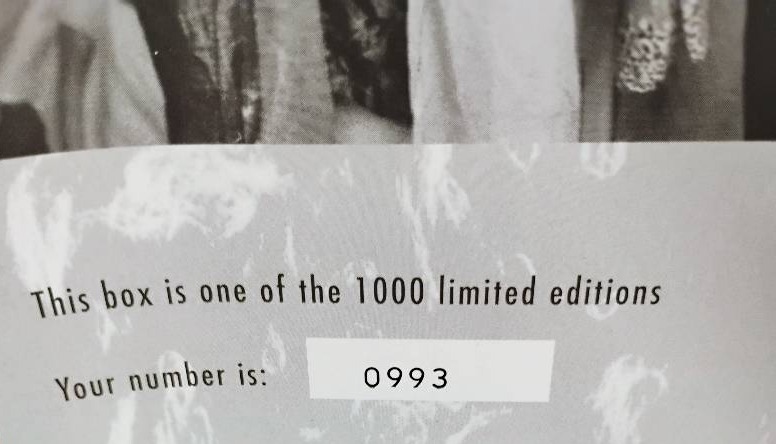 This box is one of the 1000 limited editions
Your number is: 0993